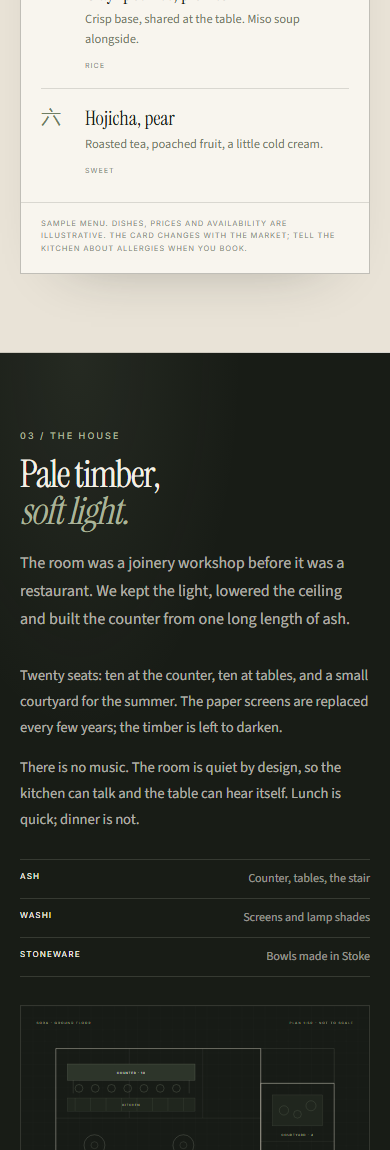 Crisp base, shared at the table. Miso soup
alongside.
RICE
六
Hojicha, pear
Roasted tea, poached fruit, a little cold cream.
SWEET
SAMPLE MENU. DISHES, PRICES AND AVAILABILITY ARE
ILLUSTRATIVE. THE CARD CHANGES WITH THE MARKET; TELL THE
KITCHEN ABOUT ALLERGIES WHEN YOU BOOK.
03 / THE HOUSE
Pale timber,
soft light.
The room was a joinery workshop before it was a
restaurant. We kept the light, lowered the ceiling
and built the counter from one long length of ash.
Twenty seats: ten at the counter, ten at tables, and a small
courtyard for the summer. The paper screens are replaced
every few years; the timber is left to darken.
There is no music. The room is quiet by design, so the
kitchen can talk and the table can hear itself. Lunch is
quick; dinner is not.
ASH Counter, tables, the stair
WASHI Screens and lamp shades
STONEWARE Bowls made in Stoke
COUNTER · 10
KITCHEN